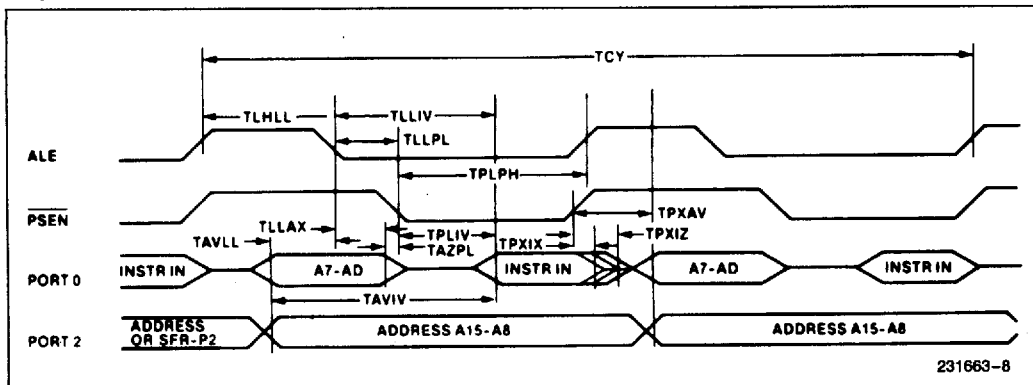 TCY
TLHLL
TLLIV
TLLPL
ALE
TPLPH
PSEN
TPXAV
TLLAX
TPLIV
TPXIZ
TAVLL
TAZPL
TPXIX
PORT 0
INSTR IN
A7-AD
INSTR IN
A7-AD
INSTR IN
TAVIV
PORT 2
ADDRESS
OR SFR-P2
ADDRESS A15-A8
ADDRESS A15-A8
231663-8